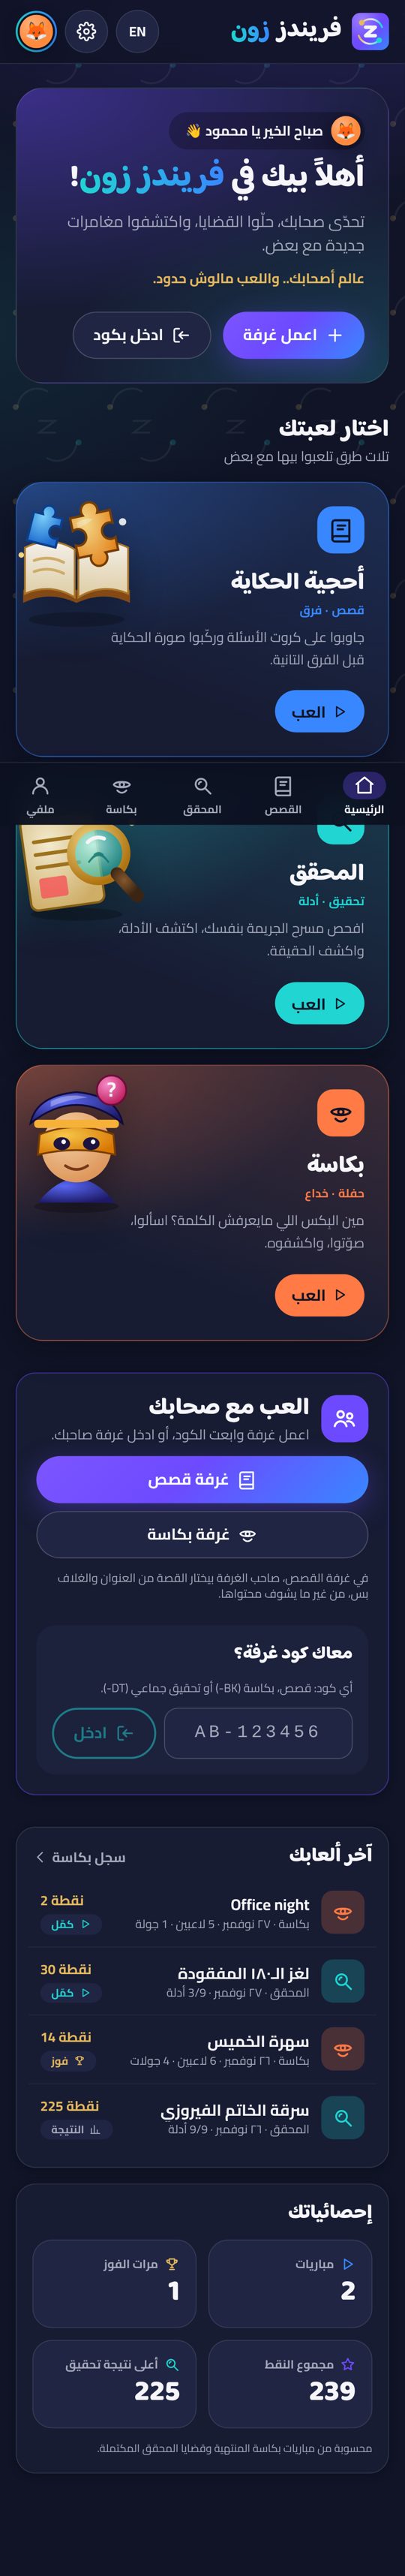 فريندز زون
EN
صباح الخير يا محمود 👋
أهلاً بيك في فريندز زون!
تحدّى صحابك، حلّوا القضايا، واكتشفوا مغامرات
جديدة مع بعض.
عالم أصحابك.. واللعب مالوش حدود.
اعمل غرفة
ادخل بكود
اختار لعبتك
تلات طرق تلعبوا بيها مع بعض
أحجية الحكاية
قصص · فرق
جاوبوا على كروت الأسئلة وركّبوا صورة الحكاية
قبل الفرق التانية.
العب
الرئيسية
القصص
المحقق
بكاسة
ملفي
المحقق
تحقيق · أدلة
افحص مسرح الجريمة بنفسك، اكتشف الأدلة،
واكشف الحقيقة.
العب
?
بكاسة
حفلة · خداع
مين البكس اللي مايعرفش الكلمة؟ اسألوا،
صوّتوا، واكشفوه.
العب
العب مع صحابك
اعمل غرفة وابعت الكود، أو ادخل غرفة صاحبك.
غرفة قصص
غرفة بكاسة
في غرفة القصص، صاحب الغرفة بيختار القصة من العنوان والغلاف
بس، من غير ما يشوف محتواها.
معاك كود غرفة؟
أي كود: قصص، بكاسة (BK-) أو تحقيق جماعي (DT-).
AB-123456
ادخل
آخر ألعابك
سجل بكاسة
Office night
بكاسة · ٢٧ نوفمبر · 5 لاعبين · 1 جولة
2 نقطة
كمّل
لغز الـ١٨٠ المفقودة
المحقق · ٢٧ نوفمبر · 3/9 أدلة
30 نقطة
كمّل
سهرة الخميس
بكاسة · ٢٦ نوفمبر · 6 لاعبين · 4 جولات
14 نقطة
فوز
سرقة الخاتم الفيروزي
المحقق · ٢٦ نوفمبر · 9/9 أدلة
225 نقطة
النتيجة
إحصائياتك
مباريات
2
مرات الفوز
1
مجموع النقط
239
أعلى نتيجة تحقيق
225
محسوبة من مباريات بكاسة المنتهية وقضايا المحقق المكتملة.